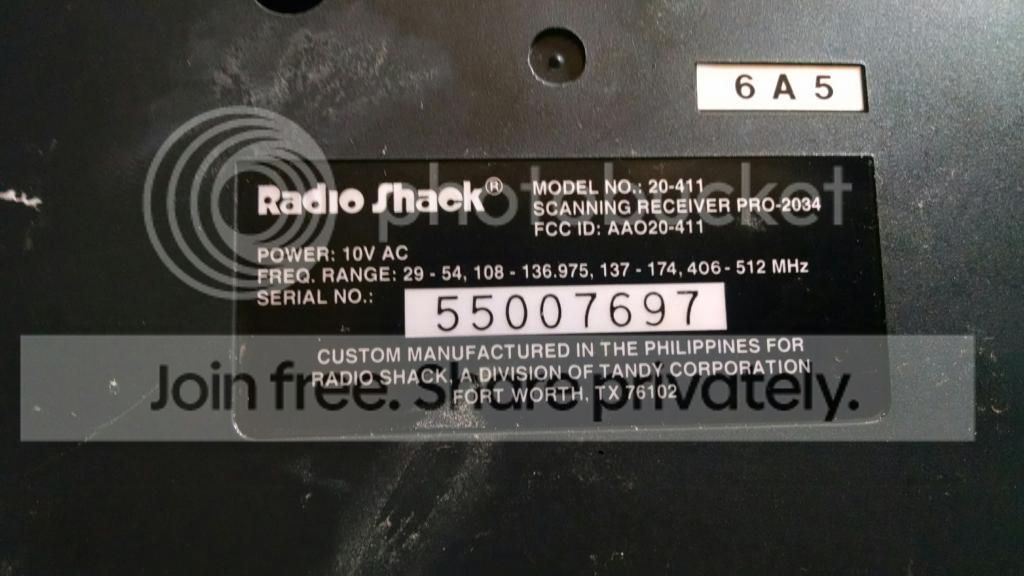 6 A 5
Radio Shack®
MODEL NO.: 20-411
SCANNING RECEIVER PRO-2034
FCC ID: AAO20-411
POWER: 10V AC
FREQ. RANGE: 29 - 54, 108 - 136.975, 137 - 174, 406 - 512 MHz
SERIAL NO.: 55007697
CUSTOM MANUFACTURED IN THE PHILIPPINES FOR
RADIO SHACK, A DIVISION OF TANDY CORPORATION
FORT WORTH, TX 76102
photobucket
Join free. Share privately.